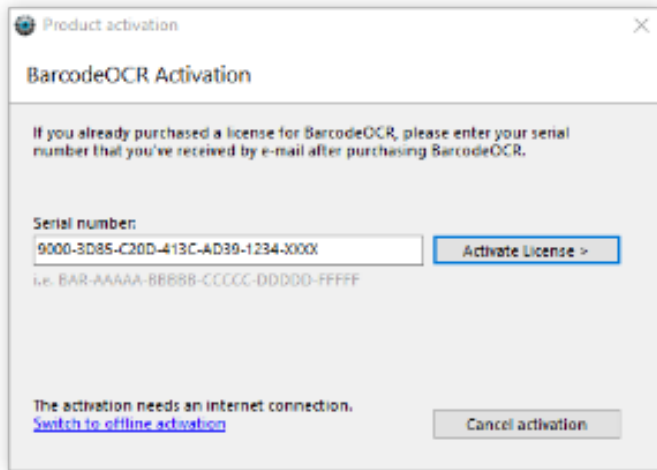 Product activation
BarcodeOCR Activation
If you already purchased a license for BarcodeOCR, please enter your serial
number that you've received by e-mail after purchasing BarcodeOCR.
Serial number:
9000-3D85-C20D-413C-AD39-1234-XXXX
Activate License >
i.e. BAR-AAAAA-BBBBB-CCCCC-DDDDD-FFFFF
The activation needs an internet connection.
Switch to offline activation
Cancel activation